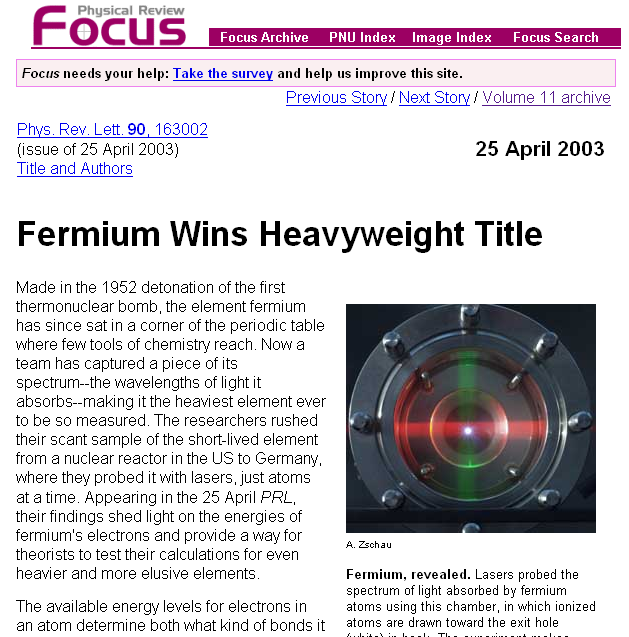 Physical Review
Focus
Focus Archive PNU Index Image Index Focus Search
Focus needs your help: Take the survey and help us improve this site.
Previous Story / Next Story / Volume 11 archive
Phys. Rev. Lett. 90, 163002
(issue of 25 April 2003)
Title and Authors
25 April 2003
Fermium Wins Heavyweight Title
Made in the 1952 detonation of the first
thermonuclear bomb, the element fermium
has since sat in a corner of the periodic table
where few tools of chemistry reach. Now a
team has captured a piece of its
spectrum--the wavelengths of light it
absorbs--making it the heaviest element ever
to be so measured. The researchers rushed
their scant sample of the short-lived element
from a nuclear reactor in the US to Germany,
where they probed it with lasers, just atoms
at a time. Appearing in the 25 April PRL,
their findings shed light on the energies of
fermium's electrons and provide a way for
theorists to test their calculations for even
heavier and more elusive elements.
The available energy levels for electrons in
an atom determine both what kind of bonds it
A. Zschau
Fermium, revealed. Lasers probed the
spectrum of light absorbed by fermium
atoms using this chamber, in which ionized
atoms are drawn toward the exit hole
(white) in back. The experiment makes